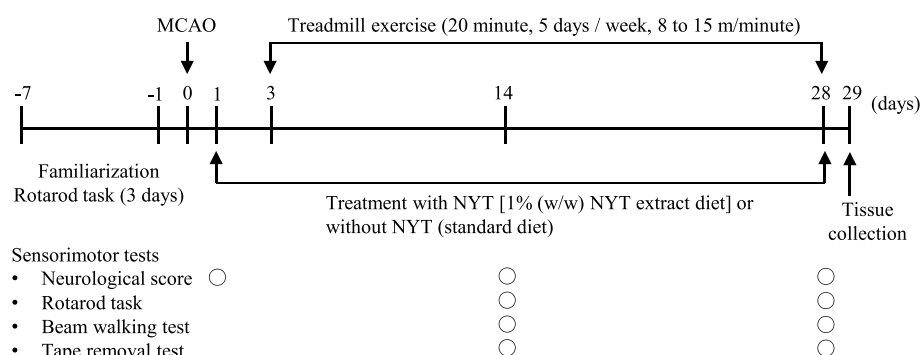 MCAO
Treadmill exercise (20 minute, 5 days / week, 8 to 15 m/minute)
-7
-1
0
1
3
14
28
29
(days)
Familiarization
Rotarod task (3 days)
Treatment with NYT [1% (w/w) NYT extract diet] or
without NYT (standard diet)
Tissue
collection
Sensorimotor tests
• Neurological score
• Rotarod task
• Beam walking test
• Tape removal test